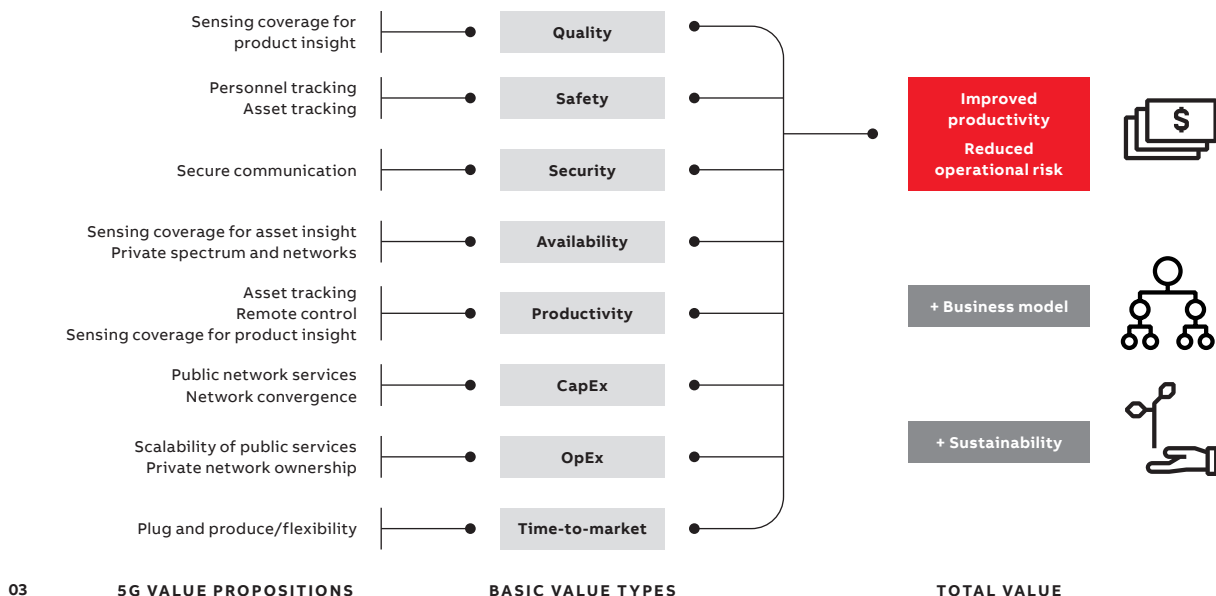 Sensing coverage for
product insight
Quality
Personnel tracking
Asset tracking
Safety
Secure communication
Security
Sensing coverage for asset insight
Private spectrum and networks
Availability
Asset tracking
Remote control
Sensing coverage for product insight
Productivity
Public network services
Network convergence
CapEx
Scalability of public services
Private network ownership
OpEx
Plug and produce/flexibility
Time-to-market
Improved
productivity
Reduced
operational risk
$
+ Business model
+ Sustainability
03
5G VALUE PROPOSITIONS
BASIC VALUE TYPES
TOTAL VALUE